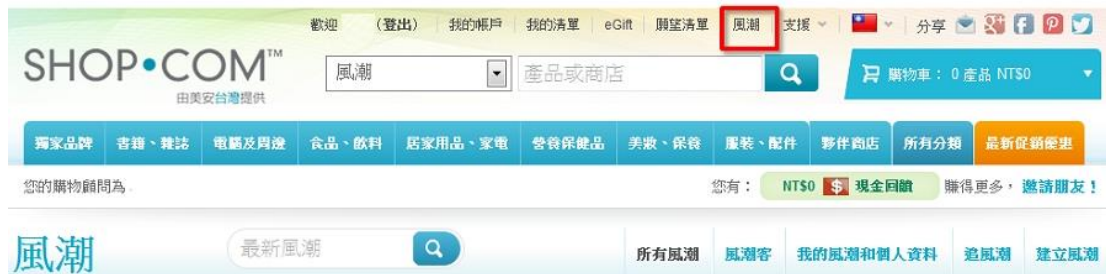 歡迎 （登出） 我的帳戶 我的清單 eGift 願望清單 風潮 支援 分享
SHOP•COM™
由美安台灣提供
風潮 產品或商店 購物車： 0 產品 NT$0
獨家品牌 書籍、雜誌 電腦及周邊 食品、飲料 居家用品、家電 營養保健品 美妝、保養 服裝、配件 夥伴商店 所有分類 最新促銷優惠
您的購物顧問為 您有： NT$0 $ 現金回饋 賺得更多，邀請朋友！
風潮 最新風潮 所有風潮 風潮客 我的風潮和個人資料 追風潮 建立風潮